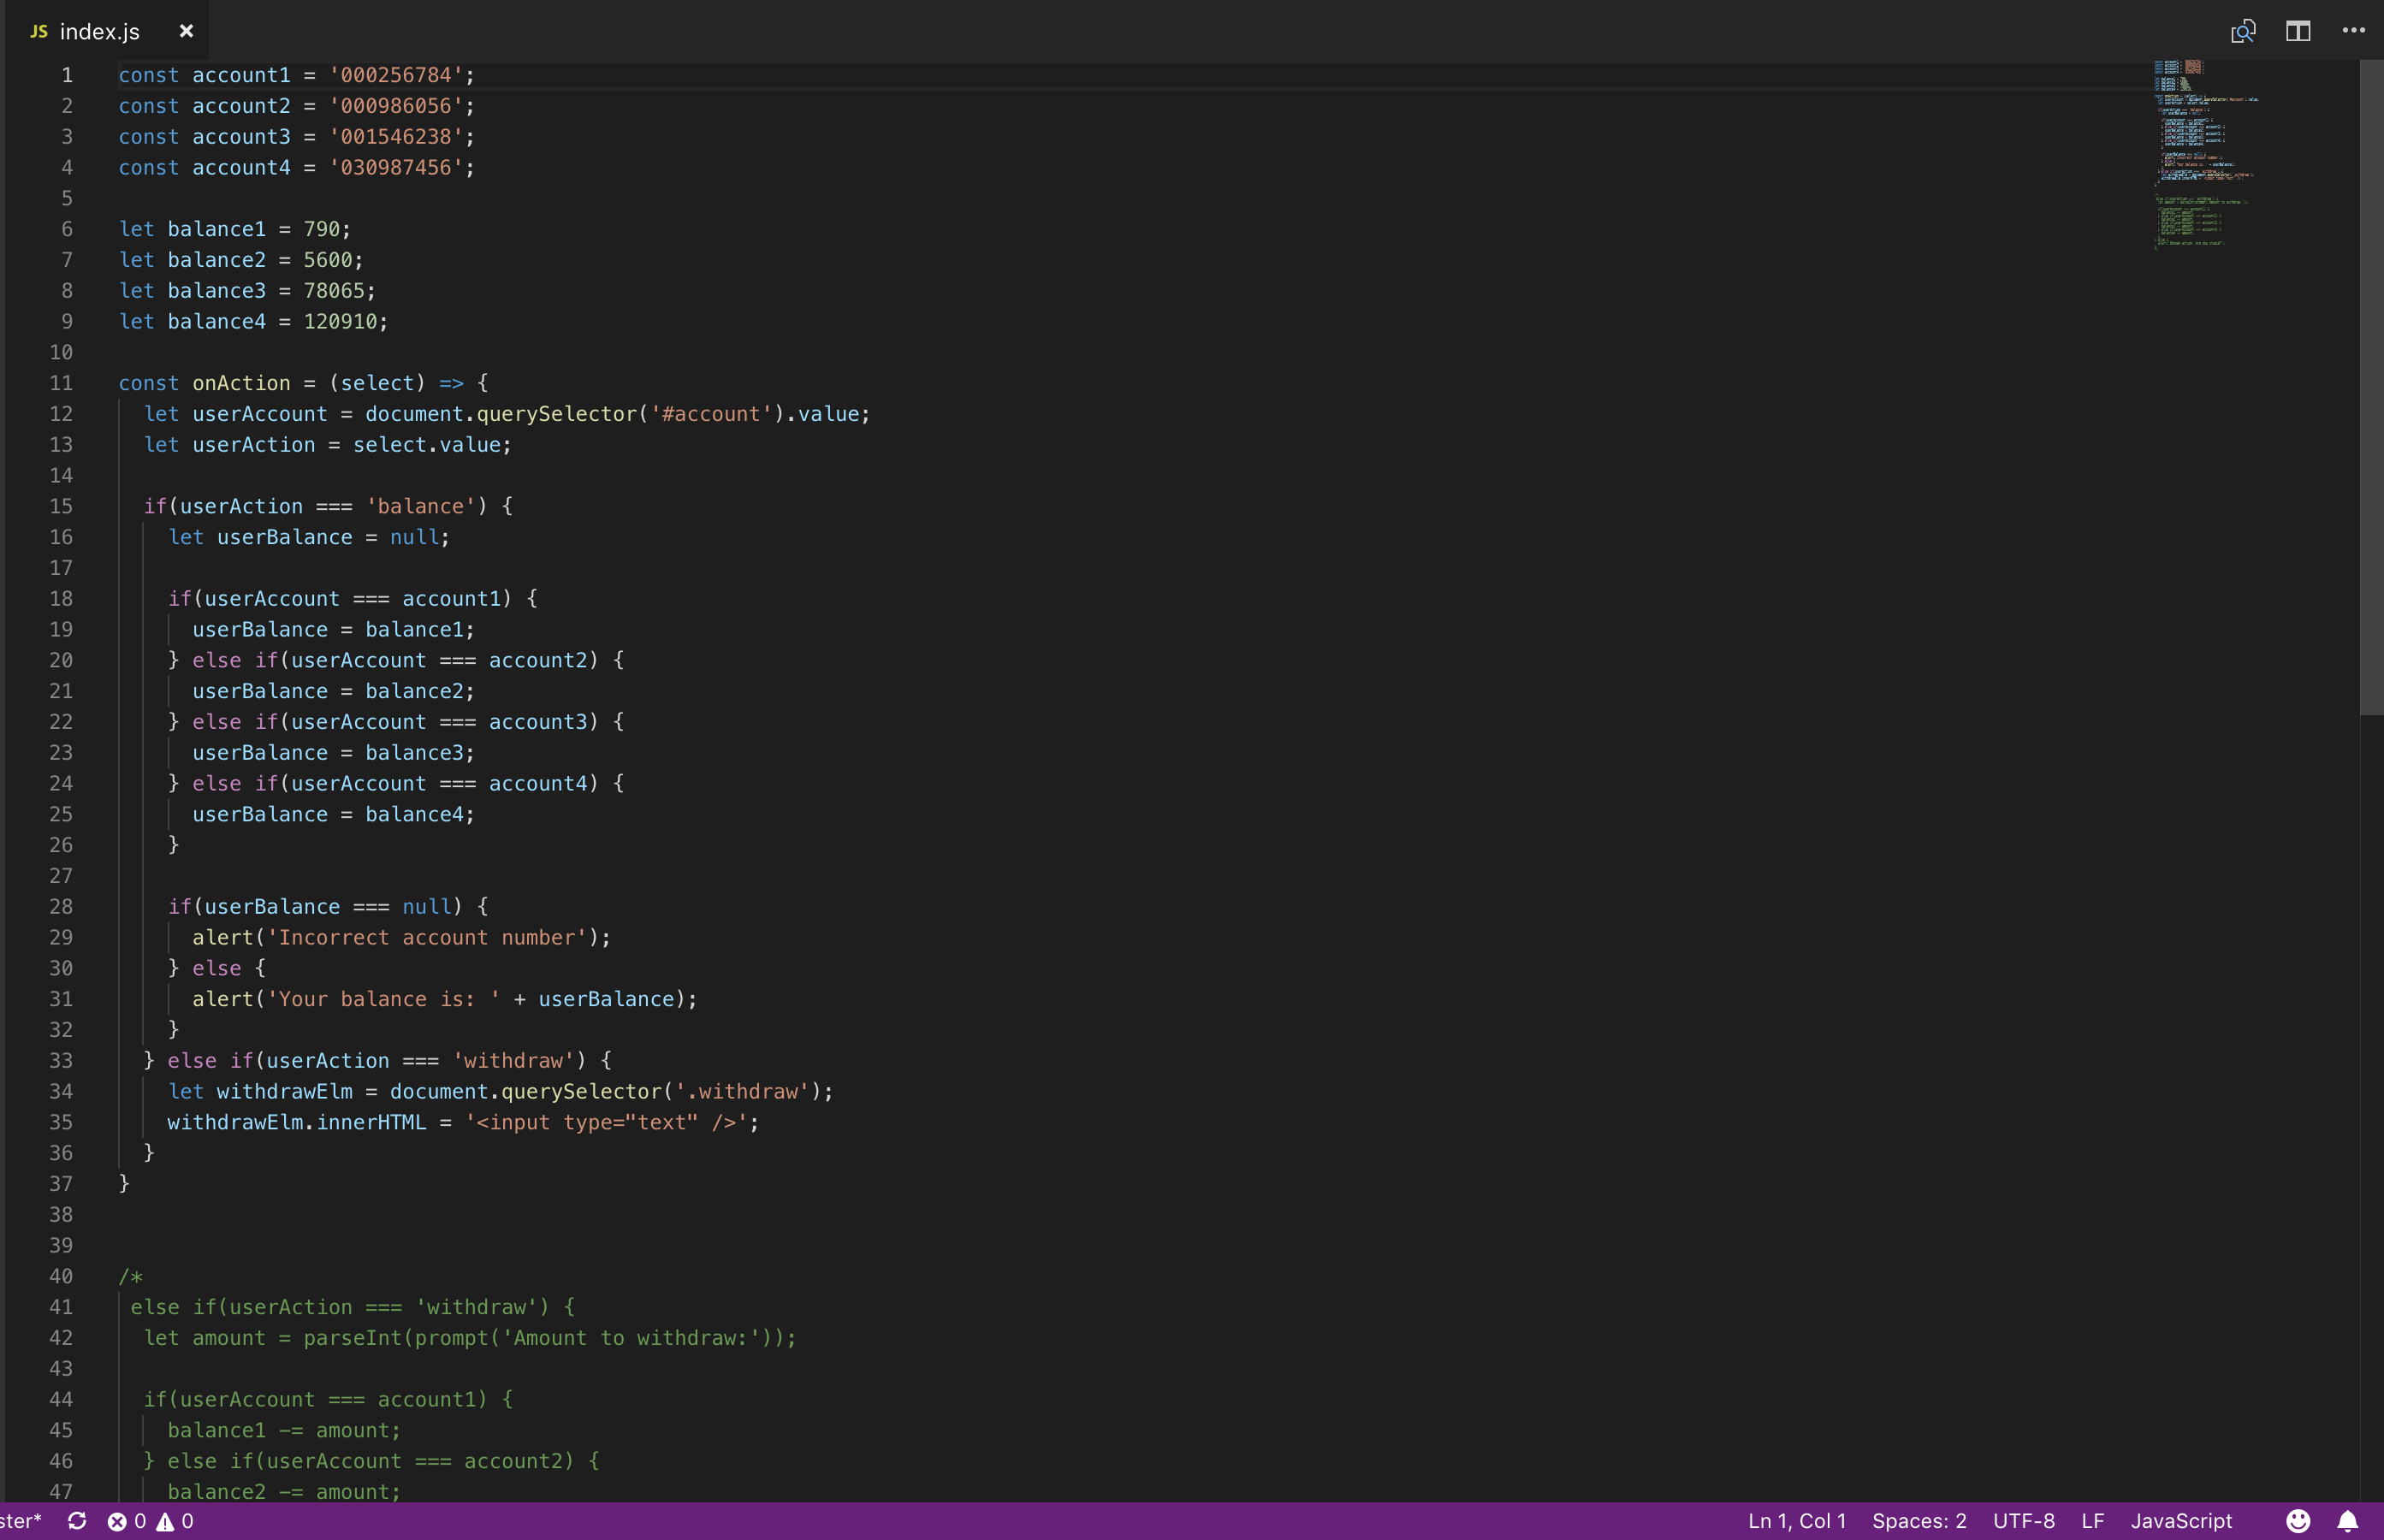 JS index.js ×
1 const account1 = '000256784';
2 const account2 = '000986056';
3 const account3 = '001546238';
4 const account4 = '030987456';
5
6 let balance1 = 790;
7 let balance2 = 5600;
8 let balance3 = 78065;
9 let balance4 = 120910;
10
11 const onAction = (select) => {
12   let userAccount = document.querySelector('#account').value;
13   let userAction = select.value;
14
15   if(userAction === 'balance') {
16     let userBalance = null;
17
18     if(userAccount === account1) {
19       userBalance = balance1;
20     } else if(userAccount === account2) {
21       userBalance = balance2;
22     } else if(userAccount === account3) {
23       userBalance = balance3;
24     } else if(userAccount === account4) {
25       userBalance = balance4;
26     }
27
28     if(userBalance === null) {
29       alert('Incorrect account number');
30     } else {
31       alert('Your balance is: ' + userBalance);
32     }
33   } else if(userAction === 'withdraw') {
34     let withdrawElm = document.querySelector('.withdraw');
35     withdrawElm.innerHTML = '<input type="text" />';
36   }
37 }
38
39
40 /*
41  else if(userAction === 'withdraw') {
42   let amount = parseInt(prompt('Amount to withdraw:'));
43
44   if(userAccount === account1) {
45     balance1 -= amount;
46   } else if(userAccount === account2) {
47     balance2 -= amount;
ster* 0 0 Ln 1, Col 1 Spaces: 2 UTF-8 LF JavaScript